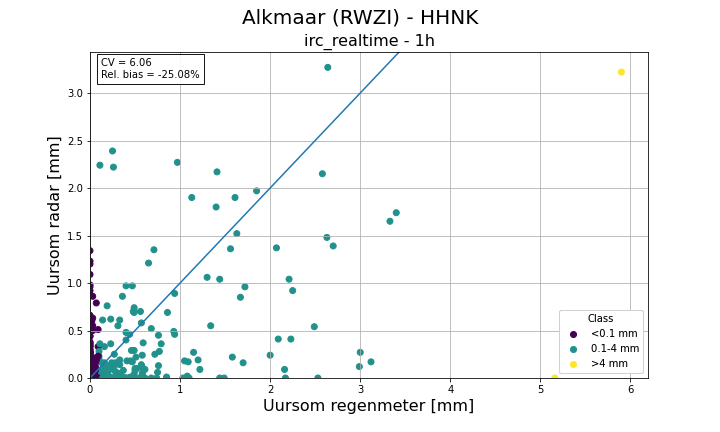 Alkmaar (RWZI) - HHNK
irc_realtime - 1h
CV = 6.06
Rel. bias = -25.08%
Uursom radar [mm]
3.0
2.5
2.0
1.5
1.0
0.5
0.0
0 1 2 3 4 5 6
Uursom regenmeter [mm]
Class
<0.1 mm
0.1-4 mm
>4 mm